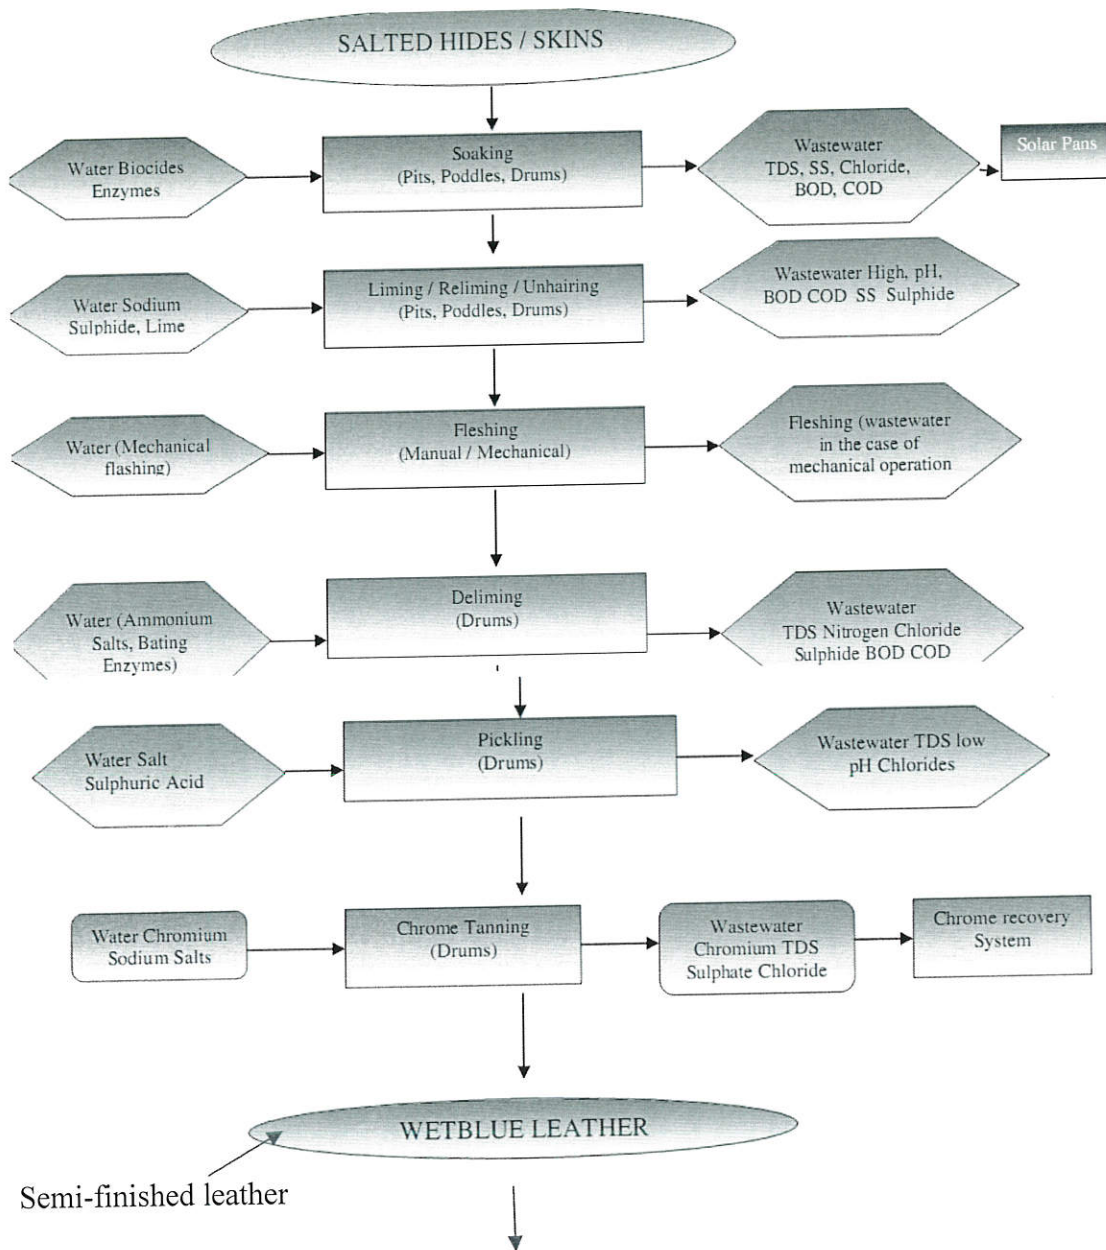 SALTED HIDES / SKINS
Water Biocides
Enzymes
Soaking
(Pits, Poddles, Drums)
Wastewater
TDS, SS, Chloride,
BOD, COD
Solar Pans
Water Sodium
Sulphide, Lime
Liming / Reliming / Unhairing
(Pits, Poddles, Drums)
Wastewater High, pH,
BOD COD SS Sulphide
Water (Mechanical
flashing)
Fleshing
(Manual / Mechanical)
Fleshing (wastewater
in the case of
mechanical operation
Water (Ammonium
Salts, Bating
Enzymes)
Deliming
(Drums)
Wastewater
TDS Nitrogen Chloride
Sulphide BOD COD
Water Salt
Sulphuric Acid
Pickling
(Drums)
Wastewater TDS low
pH Chlorides
Water Chromium
Sodium Salts
Chrome Tanning
(Drums)
Wastewater
Chromium TDS
Sulphate Chloride
Chrome recovery
System
WETBLUE LEATHER
Semi-finished leather